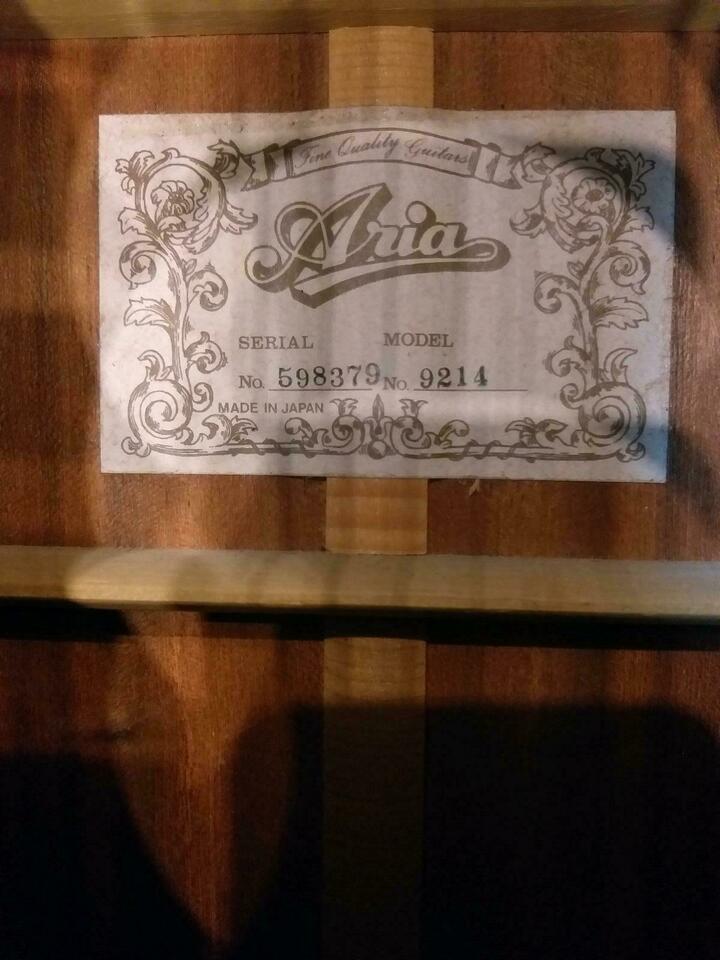 Fine Quality Guitars
Aria
SERIAL MODEL
No. 598379 No. 9214
MADE IN JAPAN